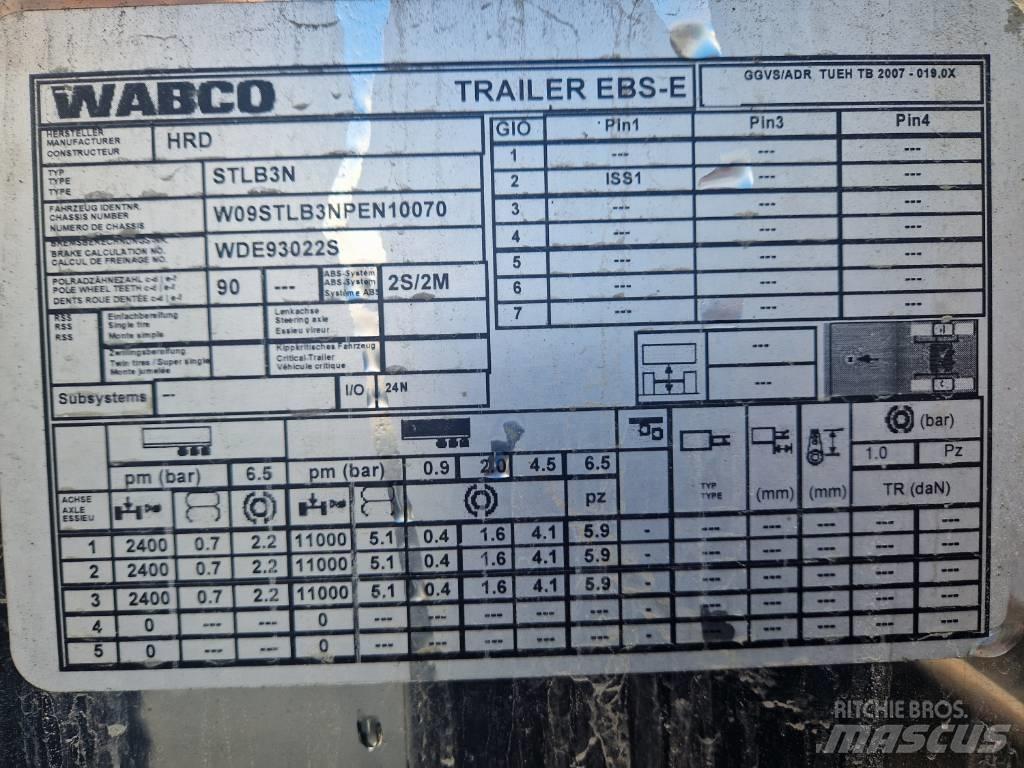 WABCO TRAILER EBS-E GGVS/ADR TUEH TB 2007 - 019.0X
HERSTELLER
MANUFACTURER
CONSTRUCTEUR
HRD
TYP
TYPE
TYPE
STLB3N
FAHRZEUG IDENTNR.
CHASSIS NUMBER
NUMERO DE CHASSIS
W09STLB3NPEN10070
BRAKE CALCULATION NO.
CALCUL DE FREINAGE NO.
WDE93022S
POLRADZÄHNEZAHL c-d | e-f
POLE WHEEL TEETH c-d | e-f
DENTS ROUE DENTÉE c-d | e-f
90 ---
ABS-System
ABS-System
Système ABS
2S/2M
RSS
RSS
RSS
Einfachbereifung
Single tire
Monte simple
Lenkachse
Steering axle
Essieu vireur
Zwillingsbereifung
Twin tires / Super single
Monte jumelée
Kippkritisches Fahrzeug
Critical-Trailer
Véhicule critique
Subsystems -- I/O 24N
GIO Pin1 Pin3 Pin4
1 --- --- ---
2 ISS1 --- ---
3 --- --- ---
4 --- --- ---
5 --- --- ---
6 --- --- ---
7 --- --- ---
---
---
pm (bar) 6.5 pm (bar) 0.9 2.0 4.5 6.5
ACHSE
AXLE
ESSIEU
pz
TYP
TYPE
(mm) (mm)
(bar)
1.0 Pz
TR (daN)
1 2400 0.7 2.2 11000 5.1 0.4 1.6 4.1 5.9 - --- --- --- --- ---
2 2400 0.7 2.2 11000 5.1 0.4 1.6 4.1 5.9 - --- --- --- --- ---
3 2400 0.7 2.2 11000 5.1 0.4 1.6 4.1 5.9 - --- --- --- --- ---
4 0 --- --- 0 --- --- --- --- --- - --- --- --- --- ---
5 0 --- --- 0 --- --- --- --- --- - --- --- --- --- ---
RITCHIE BROS.
MASCUS